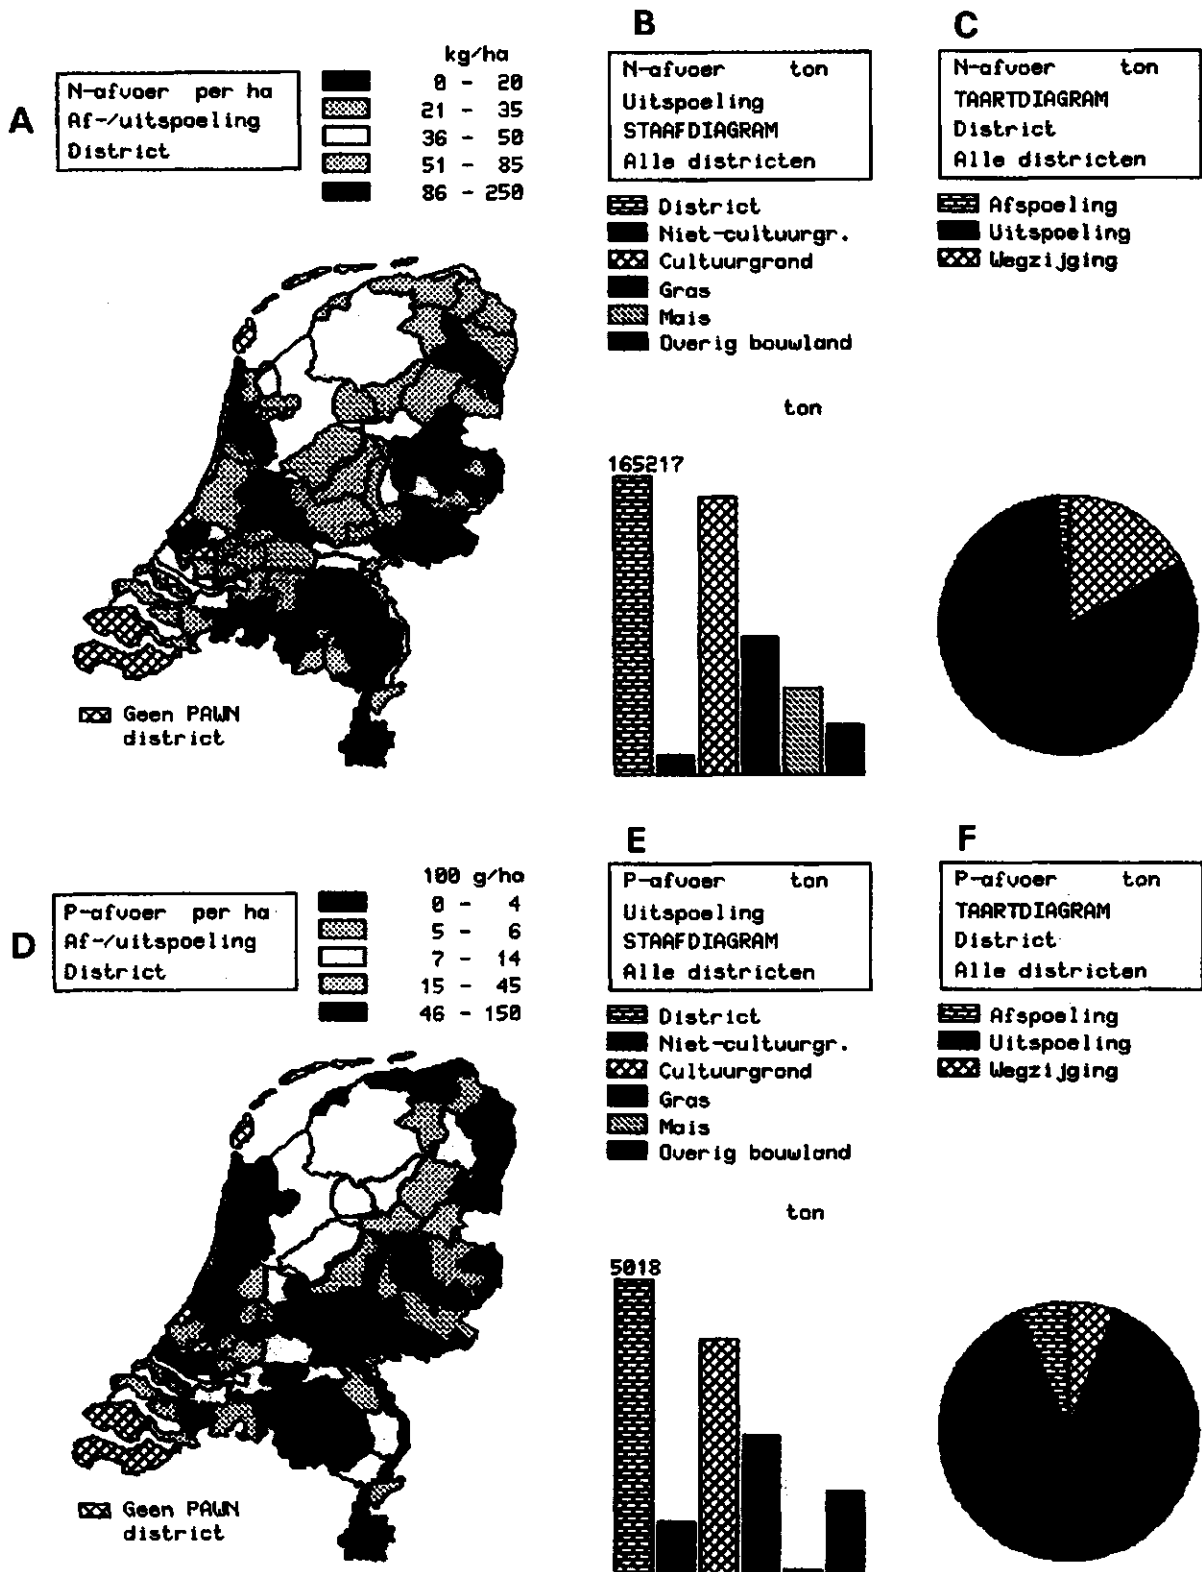 A
N-afvoer per ha
Af-/uitspoeling
District
kg/ha
0 - 20
21 - 35
36 - 50
51 - 85
86 - 250
Geen PAWN
district
B
N-afvoer ton
Uitspoeling
STAAFDIAGRAM
Alle districten
District
Niet-cultuurgr.
Cultuurgrond
Gras
Mais
Overig bouwland
ton
165217
C
N-afvoer ton
TAARTDIAGRAM
District
Alle districten
Afspoeling
Uitspoeling
Wegzijging
D
P-afvoer per ha
Af-/uitspoeling
District
100 g/ha
0 - 4
5 - 6
7 - 14
15 - 45
46 - 150
Geen PAWN
district
E
P-afvoer ton
Uitspoeling
STAAFDIAGRAM
Alle districten
District
Niet-cultuurgr.
Cultuurgrond
Gras
Mais
Overig bouwland
ton
5018
F
P-afvoer ton
TAARTDIAGRAM
District
Alle districten
Afspoeling
Uitspoeling
Wegzijging